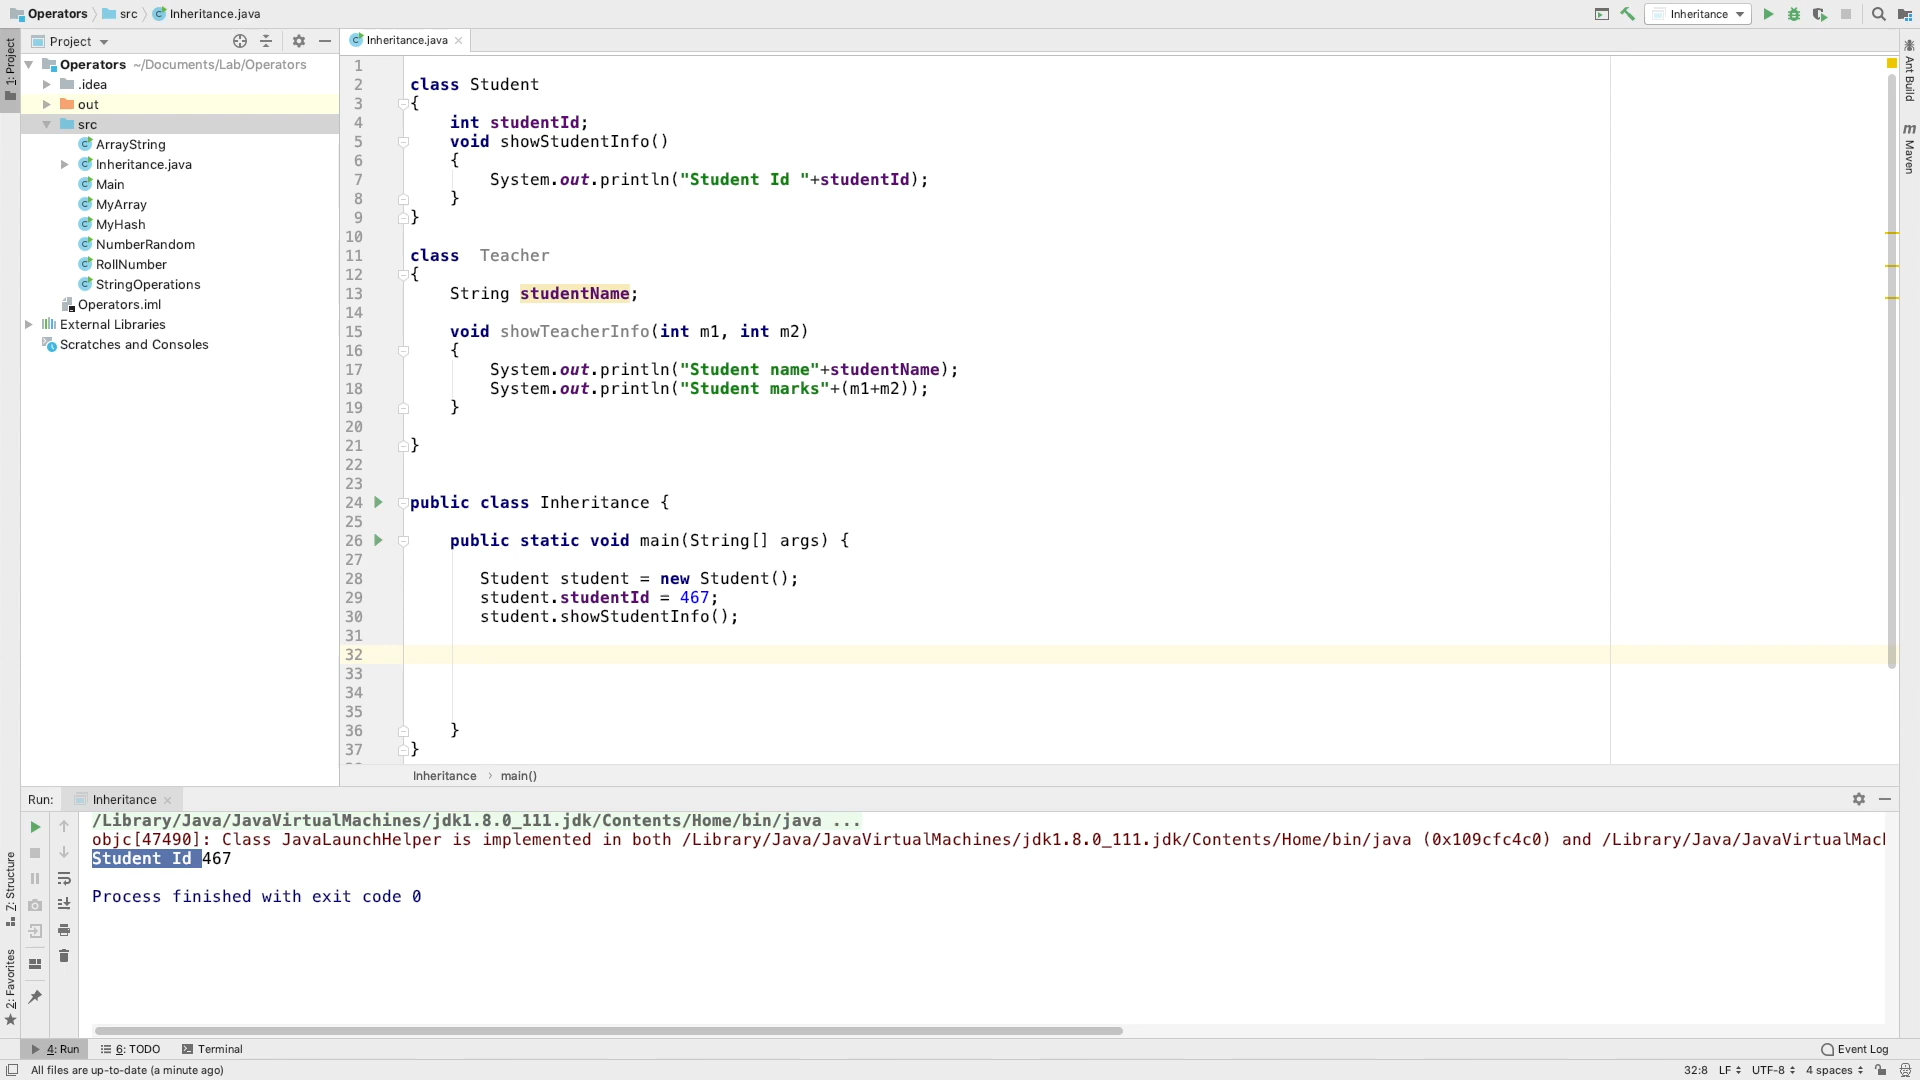 Operators src Inheritance.java Inheritance
Project Inheritance.java
1: Project
Operators ~/Documents/Lab/Operators
.idea
out
src
ArrayString
Inheritance.java
Main
MyArray
MyHash
NumberRandom
RollNumber
StringOperations
Operators.iml
External Libraries
Scratches and Consoles
1
2 class Student
3 {
4 int studentId;
5 void showStudentInfo()
6 {
7 System.out.println("Student Id "+studentId);
8 }
9 }
10
11 class  Teacher
12 {
13 String studentName;
14
15 void showTeacherInfo(int m1, int m2)
16 {
17 System.out.println("Student name"+studentName);
18 System.out.println("Student marks"+(m1+m2));
19 }
20
21 }
22
23
24 public class Inheritance {
25
26 public static void main(String[] args) {
27
28 Student student = new Student();
29 student.studentId = 467;
30 student.showStudentInfo();
31
32
33
34
35
36 }
37 }
Inheritance main()
Ant Build
m Maven
Run: Inheritance
/Library/Java/JavaVirtualMachines/jdk1.8.0_111.jdk/Contents/Home/bin/java ...
objc[47490]: Class JavaLaunchHelper is implemented in both /Library/Java/JavaVirtualMachines/jdk1.8.0_111.jdk/Contents/Home/bin/java (0x109cfc4c0) and /Library/Java/JavaVirtualMacl
Student Id 467
Process finished with exit code 0
Z: Structure
2: Favorites
4: Run 6: TODO Terminal Event Log
All files are up-to-date (a minute ago) 32:8 LF UTF-8 4 spaces